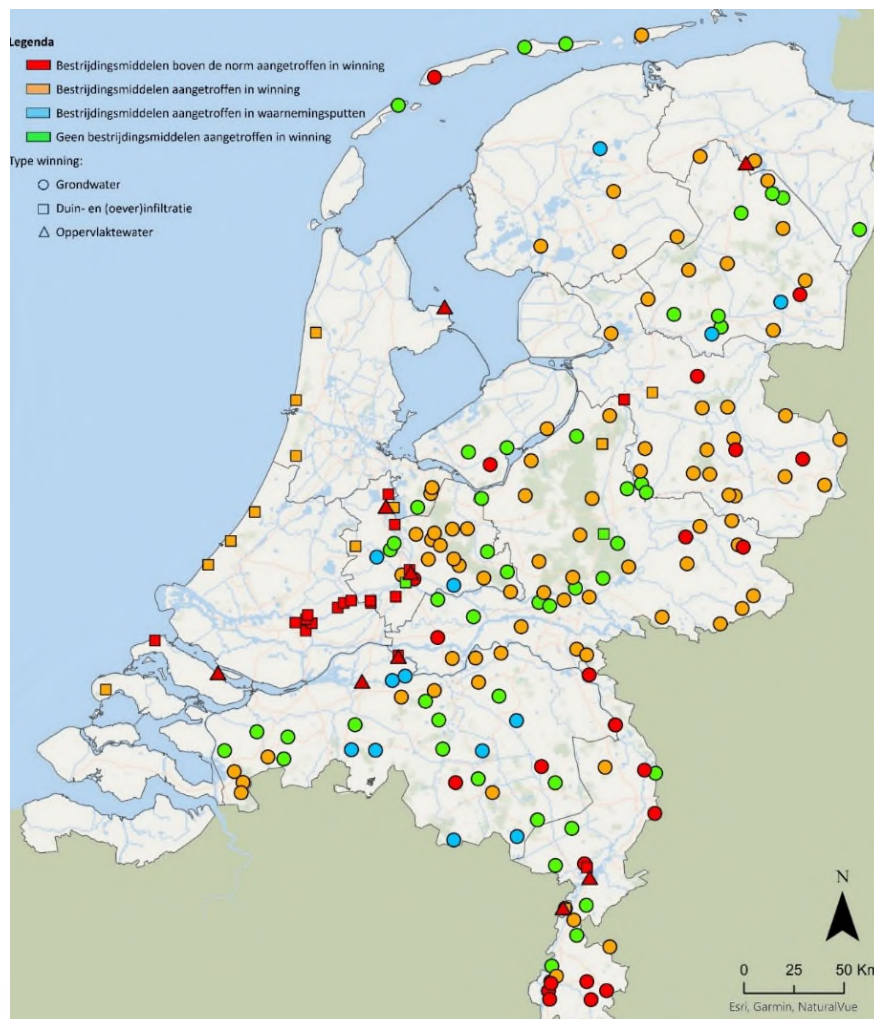 Legenda
Bestrijdingsmiddelen boven de norm aangetroffen in winning
Bestrijdingsmiddelen aangetroffen in winning
Bestrijdingsmiddelen aangetroffen in waarnemingsputten
Geen bestrijdingsmiddelen aangetroffen in winning
Type winning:
Grondwater
Duin- en (oever)infiltratie
Oppervlaktewater
N
0 25 50 Km
Esri, Garmin, NaturalVue